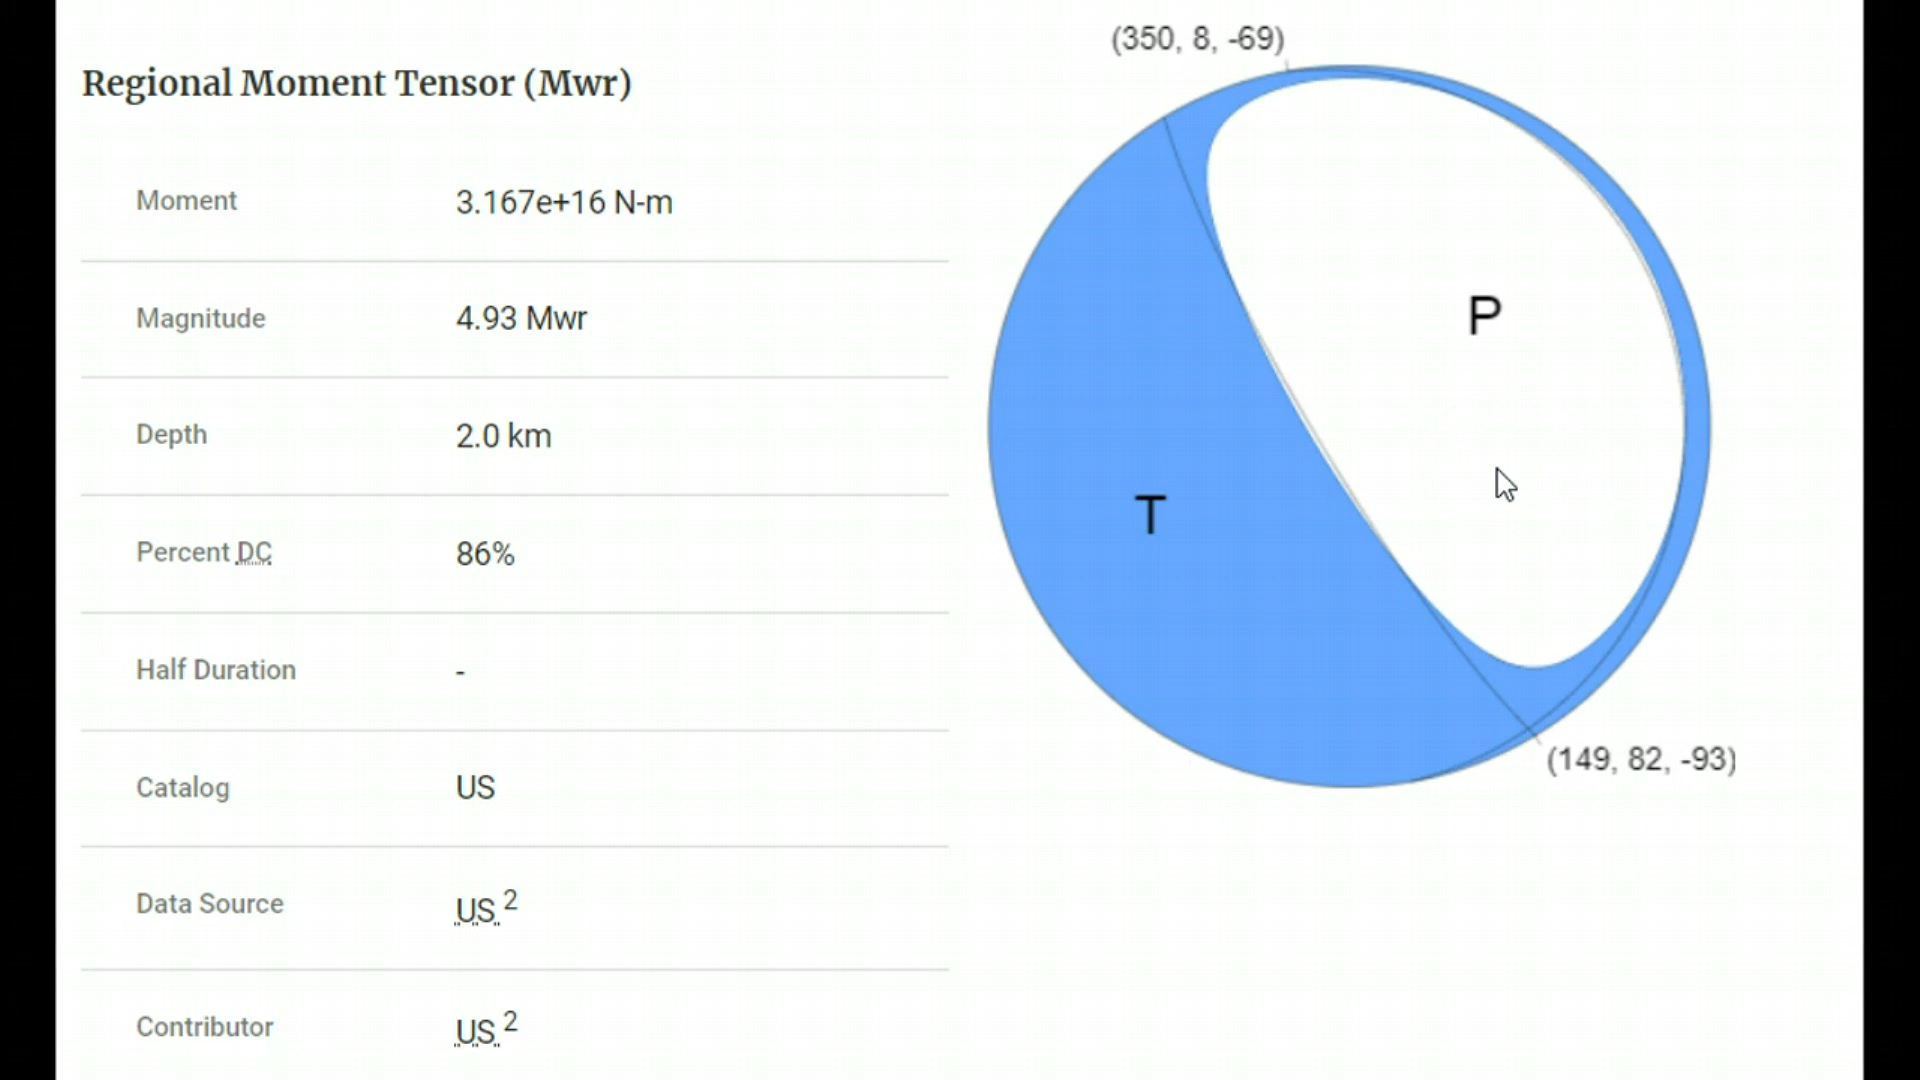 Regional Moment Tensor (Mwr)
Moment 3.167e+16 N-m
Magnitude 4.93 Mwr
Depth 2.0 km
Percent DC 86%
Half Duration -
Catalog US
Data Source US 2
Contributor US 2
(350, 8, -69)
P
T
(149, 82, -93)